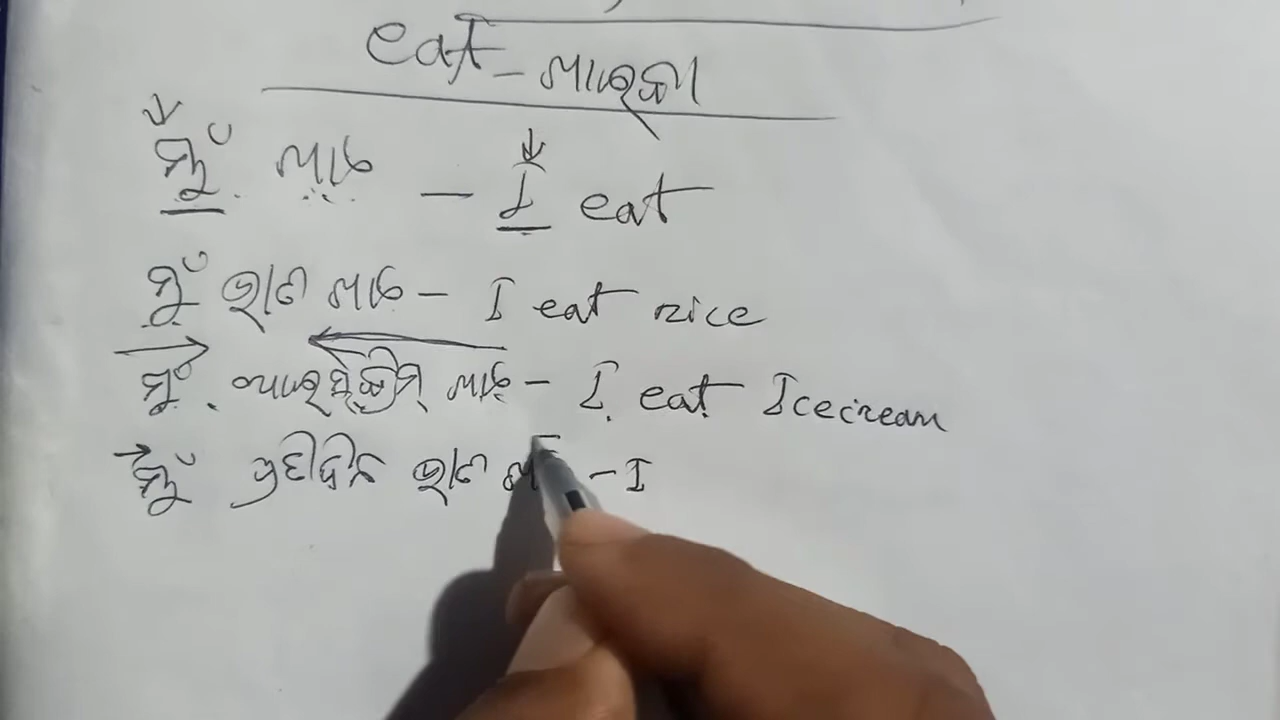 eat - ଖାଇବା
ମୁଁ ଖାଏ - I eat
ମୁଁ ଭାତ ଖାଏ - I eat rice
ମୁଁ ଆଇସ୍କ୍ରିମ୍ ଖାଏ - I eat Icecream
ମୁଁ ପ୍ରତୀଦୀନ ଭାତ - I